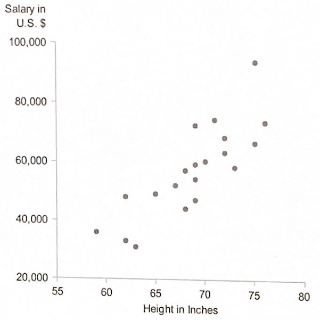 Salary in
U.S. $
100,000
80,000
60,000
40,000
20,000
55 60 65 70 75 80
Height in Inches